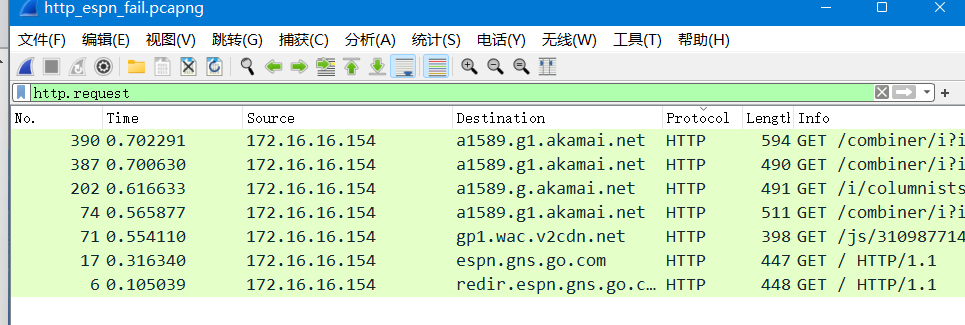 http_espn_fail.pcapng
文件(F) 编辑(E) 视图(V) 跳转(G) 捕获(C) 分析(A) 统计(S) 电话(Y) 无线(W) 工具(T) 帮助(H)
http.request
No. Time Source Destination Protocol Length Info
390 0.702291 172.16.16.154 a1589.g1.akamai.net HTTP 594 GET /combiner/i?i
387 0.700630 172.16.16.154 a1589.g1.akamai.net HTTP 490 GET /combiner/i?i
202 0.616633 172.16.16.154 a1589.g.akamai.net HTTP 491 GET /i/columnists
74 0.565877 172.16.16.154 a1589.g1.akamai.net HTTP 511 GET /combiner/i?i
71 0.554110 172.16.16.154 gp1.wac.v2cdn.net HTTP 398 GET /js/310987714
17 0.316340 172.16.16.154 espn.gns.go.com HTTP 447 GET / HTTP/1.1
6 0.105039 172.16.16.154 redir.espn.gns.go.c… HTTP 448 GET / HTTP/1.1